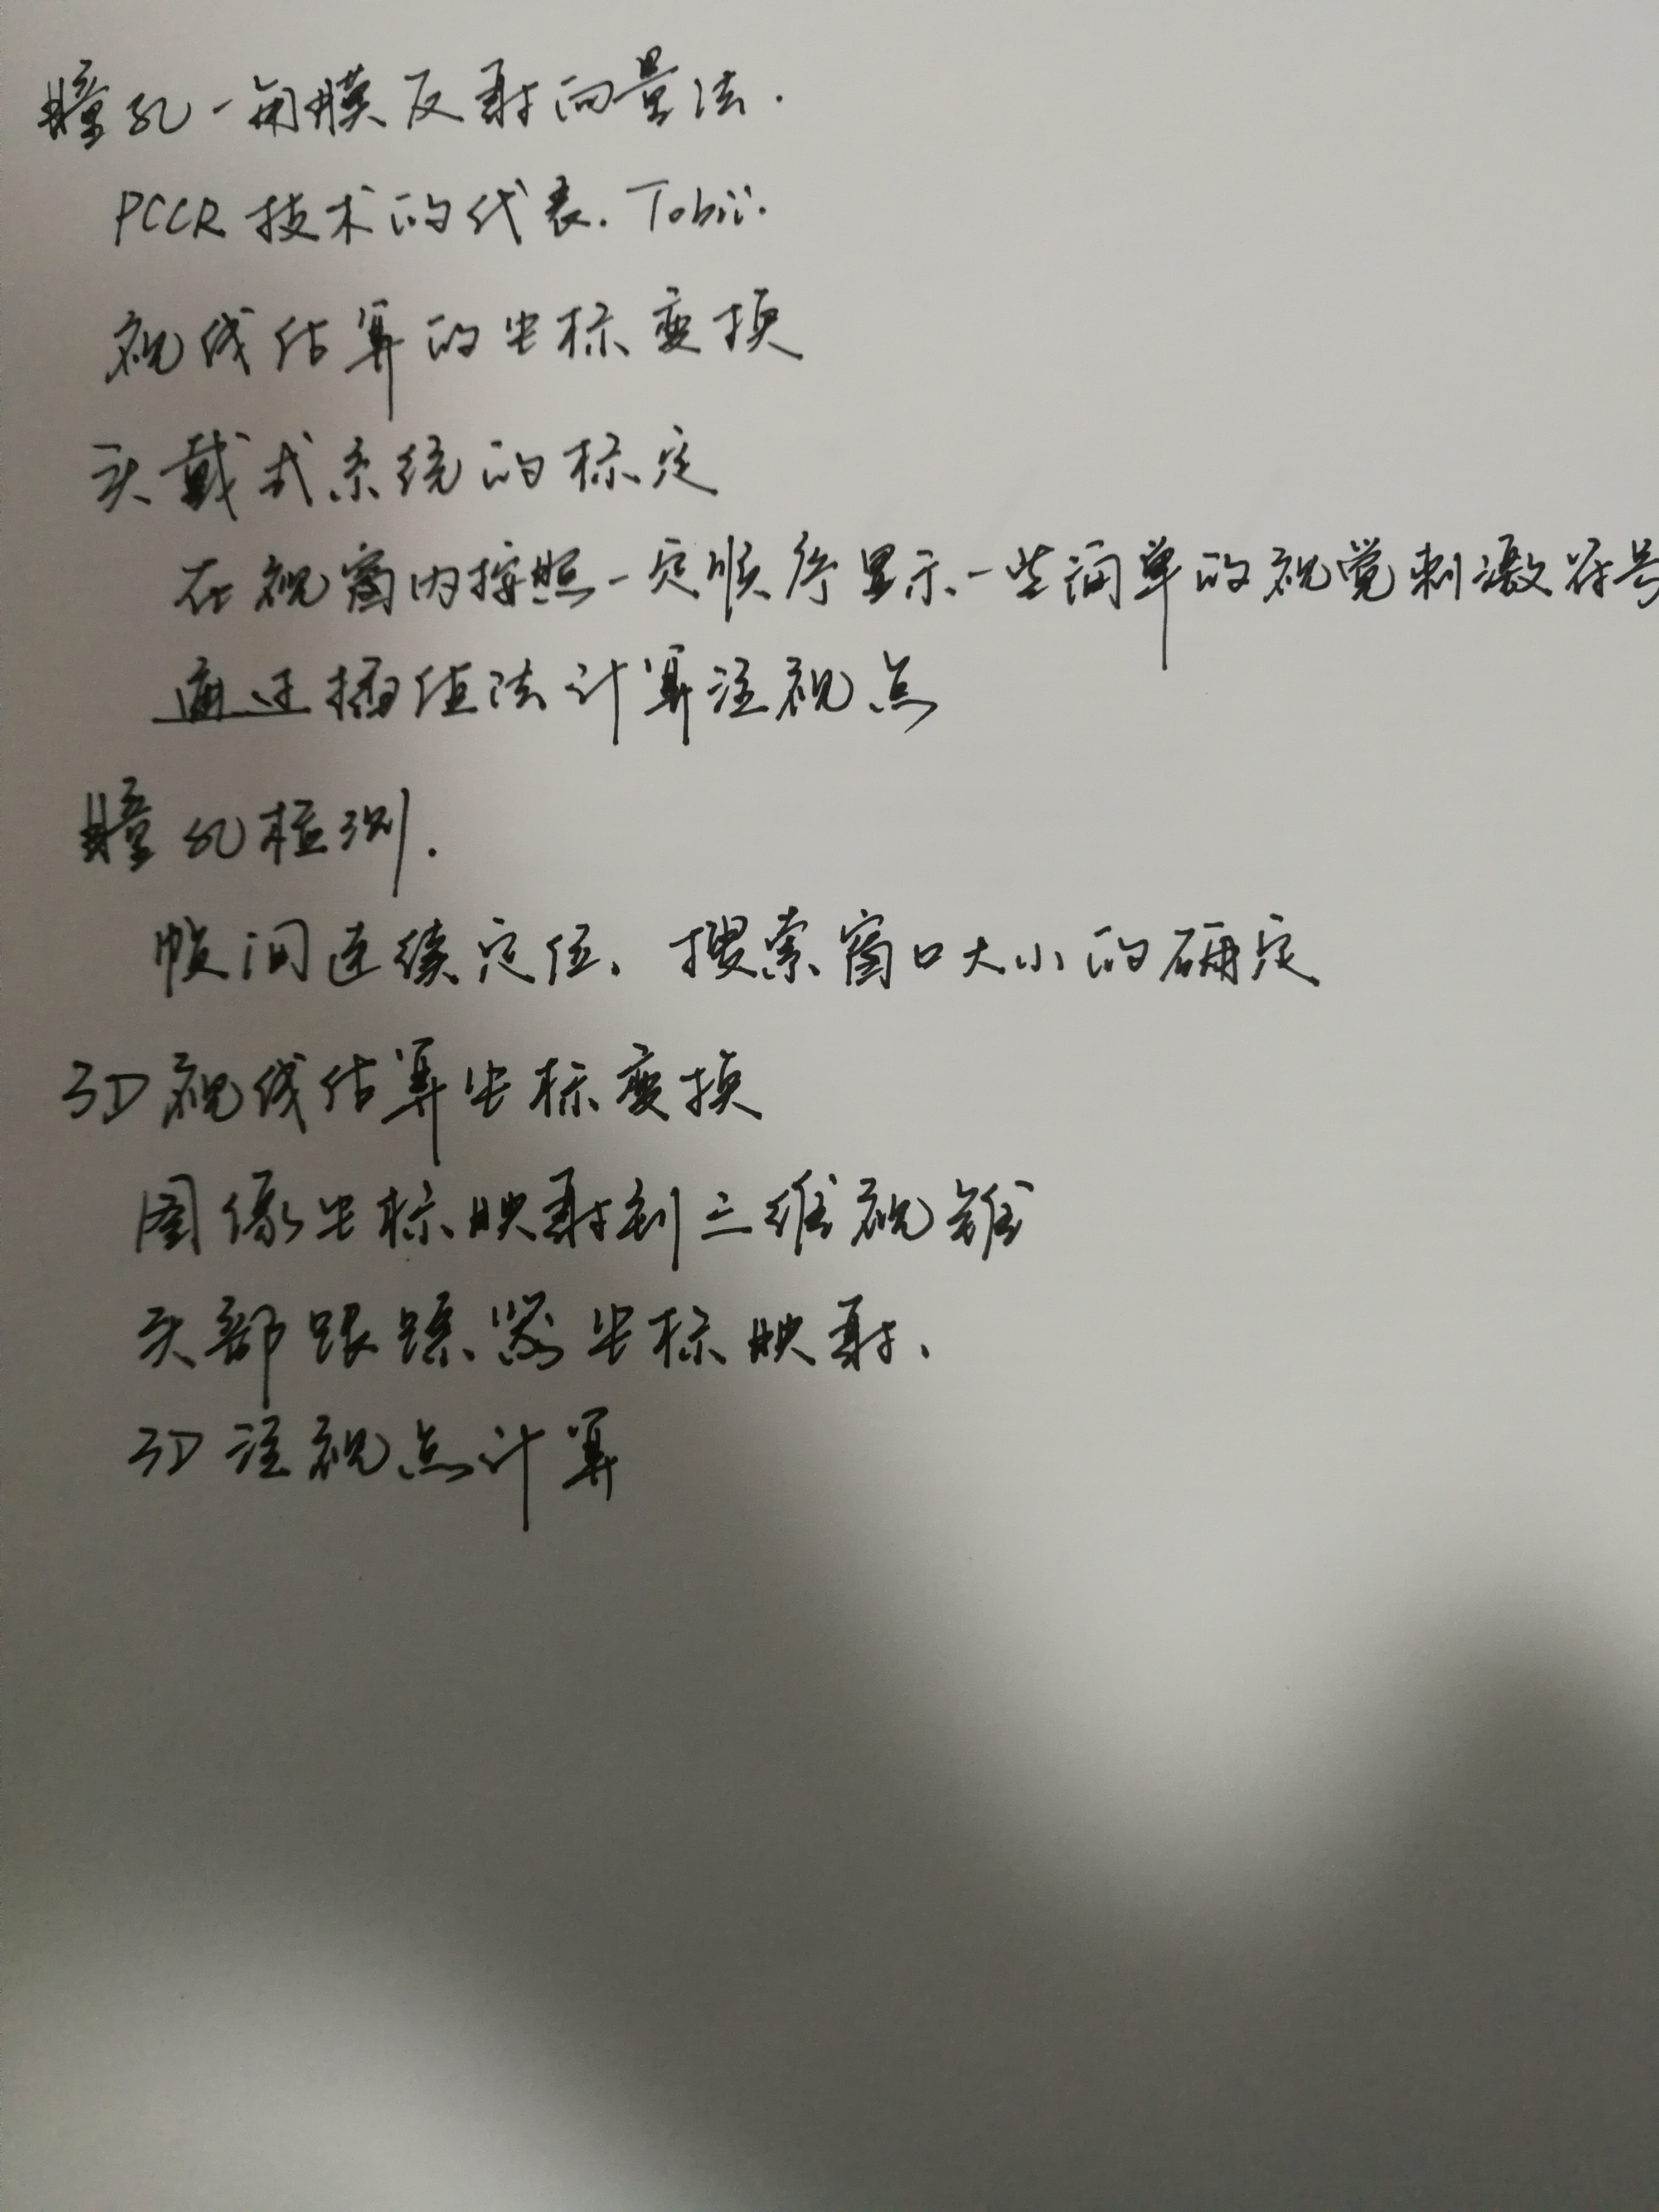 瞳孔-角膜反射向量法.
PCCR技术的代表.Tobii.
视线估算的坐标变换
头戴式系统的标定
在视窗内按照一定顺序显示一些简单的视觉刺激符号
通过插值法计算注视点
瞳孔检测.
帧间连续定位、搜索窗口大小的确定
3D视线估算坐标变换
图像坐标映射到三维视锥
头部跟踪器坐标映射、
3D注视点计算